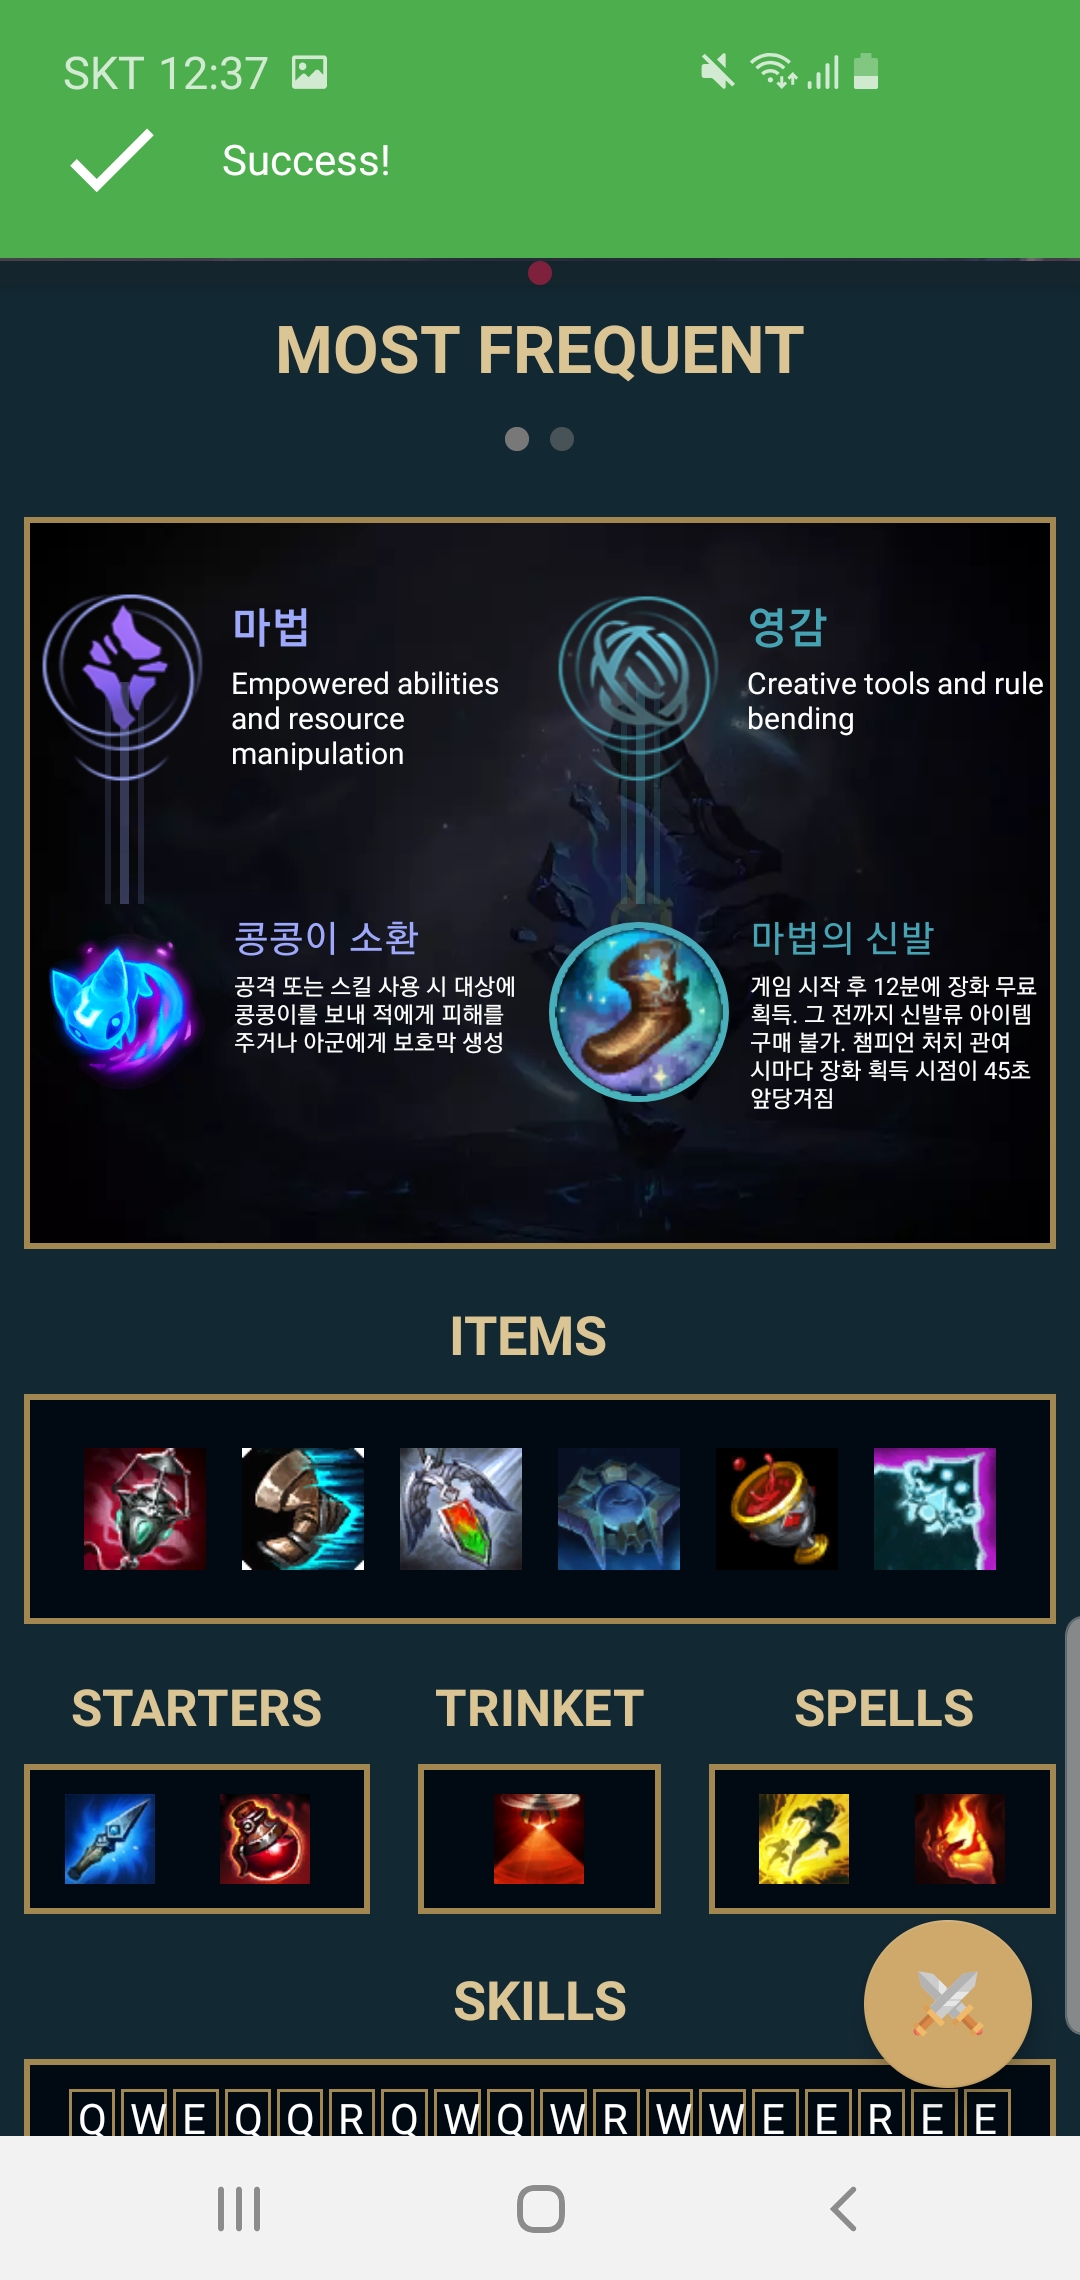 SKT 12:37
Success!
MOST FREQUENT
마법
Empowered abilities
and resource
manipulation
영감
Creative tools and rule
bending
콩콩이 소환
공격 또는 스킬 사용 시 대상에
콩콩이를 보내 적에게 피해를
주거나 아군에게 보호막 생성
마법의 신발
게임 시작 후 12분에 장화 무료
획득. 그 전까지 신발류 아이템
구매 불가. 챔피언 처치 관여
시마다 장화 획득 시점이 45초
앞당겨짐
ITEMS
STARTERS
TRINKET
SPELLS
SKILLS
Q W E Q Q R Q W Q W R W W E E R E E